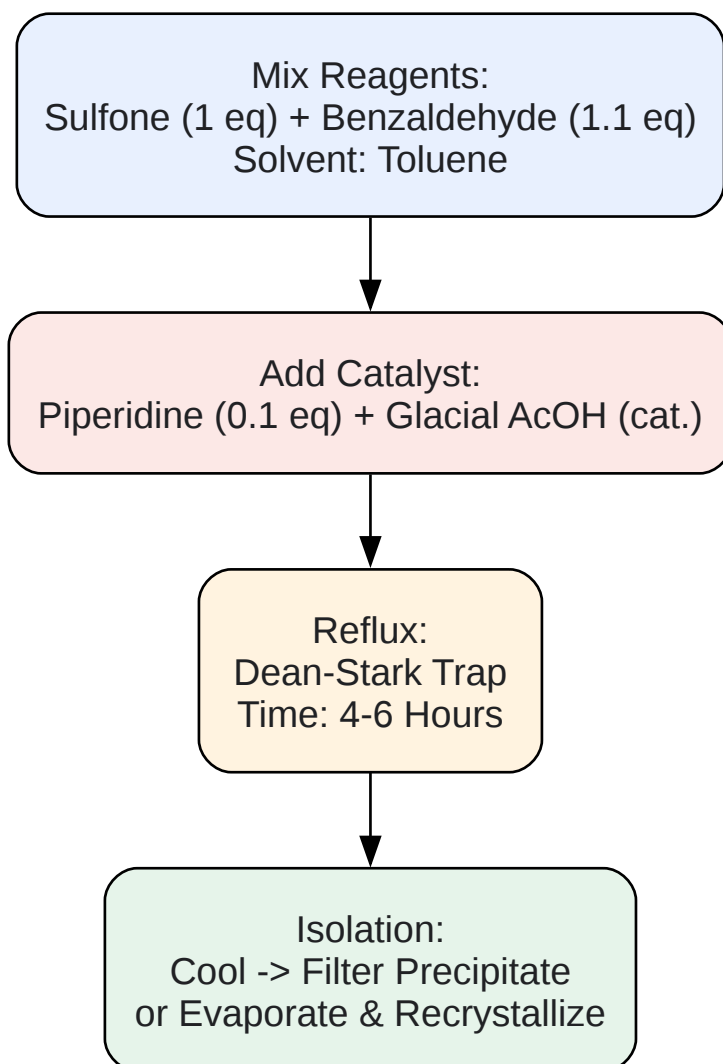 Mix Reagents:
Sulfone (1 eq) + Benzaldehyde (1.1 eq)
Solvent: Toluene
Add Catalyst:
Piperidine (0.1 eq) + Glacial AcOH (cat.)
Reflux:
Dean-Stark Trap
Time: 4-6 Hours
Isolation:
Cool -> Filter Precipitate
or Evaporate & Recrystallize